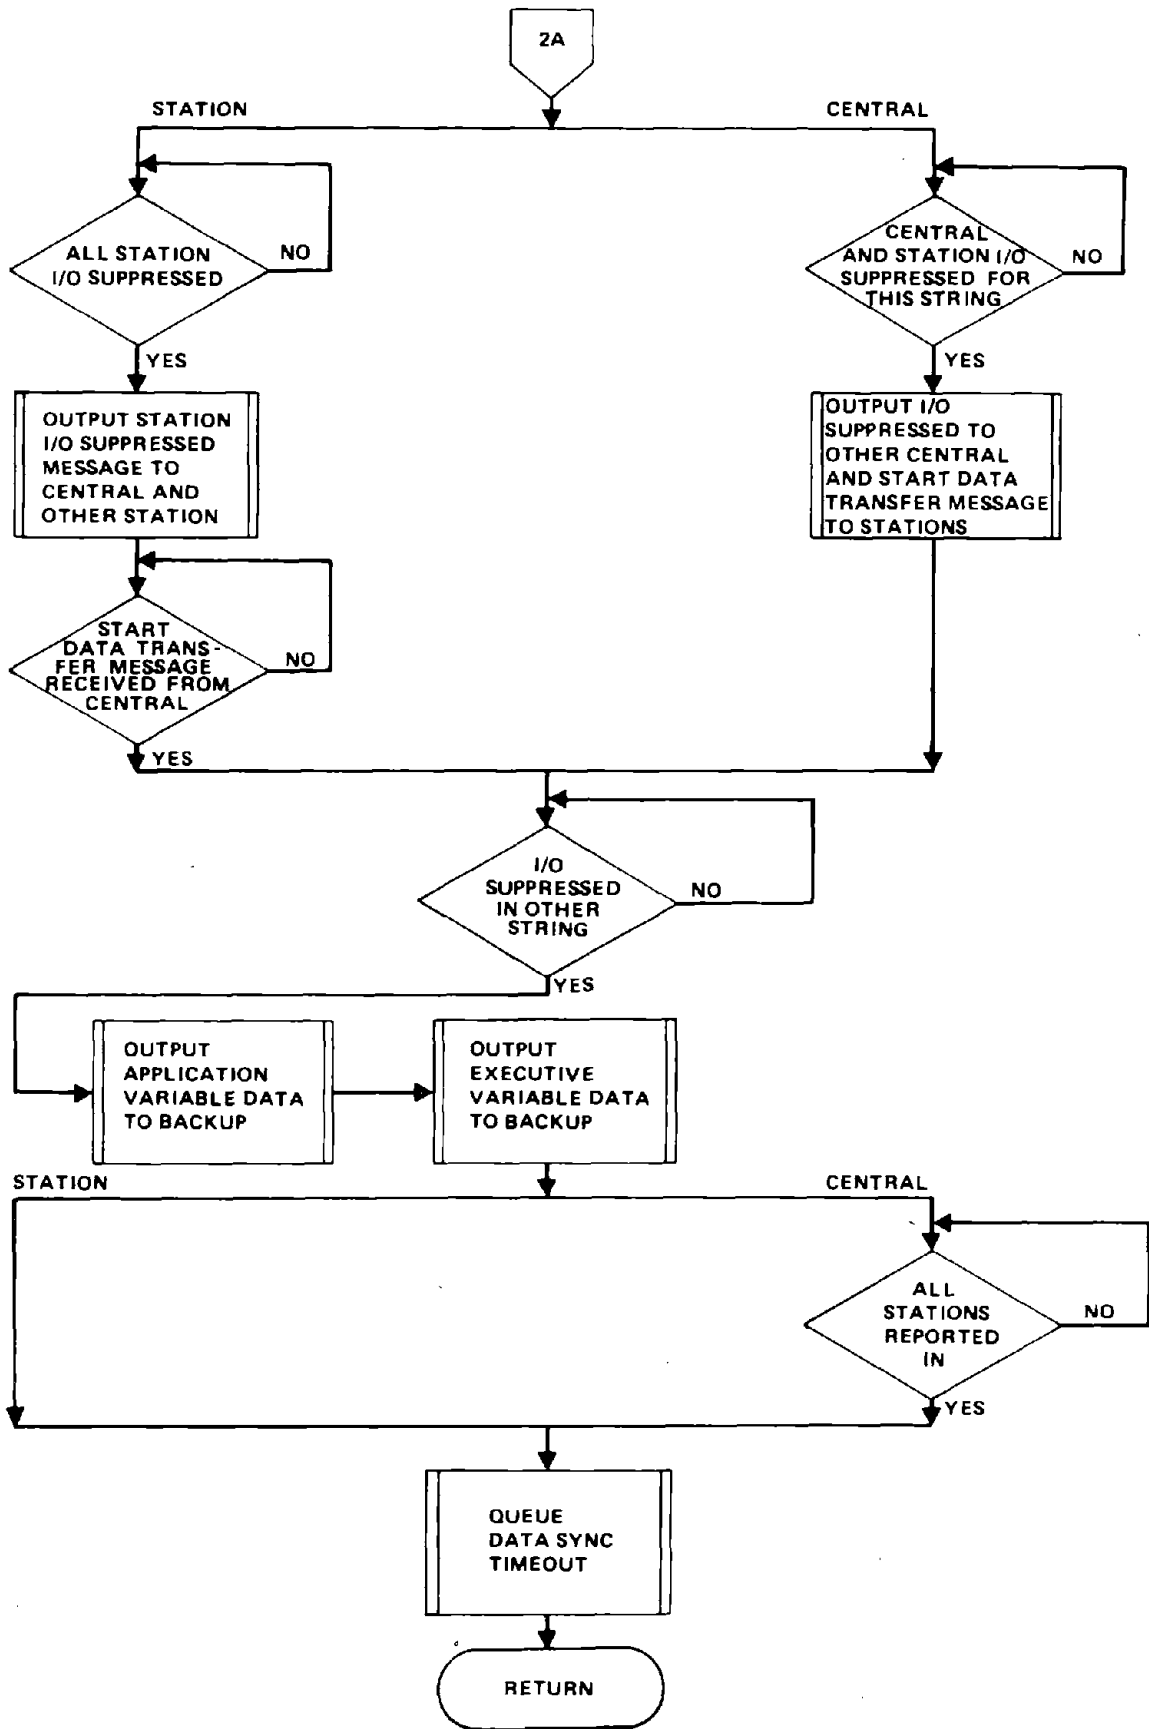 2A
STATION
CENTRAL
ALL STATION
I/O SUPPRESSED
NO
CENTRAL
AND STATION I/O
SUPPRESSED FOR
THIS STRING
NO
YES
YES
OUTPUT STATION
I/O SUPPRESSED
MESSAGE TO
CENTRAL AND
OTHER STATION
OUTPUT I/O
SUPPRESSED TO
OTHER CENTRAL
AND START DATA
TRANSFER MESSAGE
TO STATIONS
START
DATA TRANS-
FER MESSAGE
RECEIVED FROM
CENTRAL
NO
YES
I/O
SUPPRESSED
IN OTHER
STRING
NO
YES
OUTPUT
APPLICATION
VARIABLE DATA
TO BACKUP
OUTPUT
EXECUTIVE
VARIABLE DATA
TO BACKUP
STATION
CENTRAL
ALL
STATIONS
REPORTED
IN
NO
YES
QUEUE
DATA SYNC
TIMEOUT
RETURN